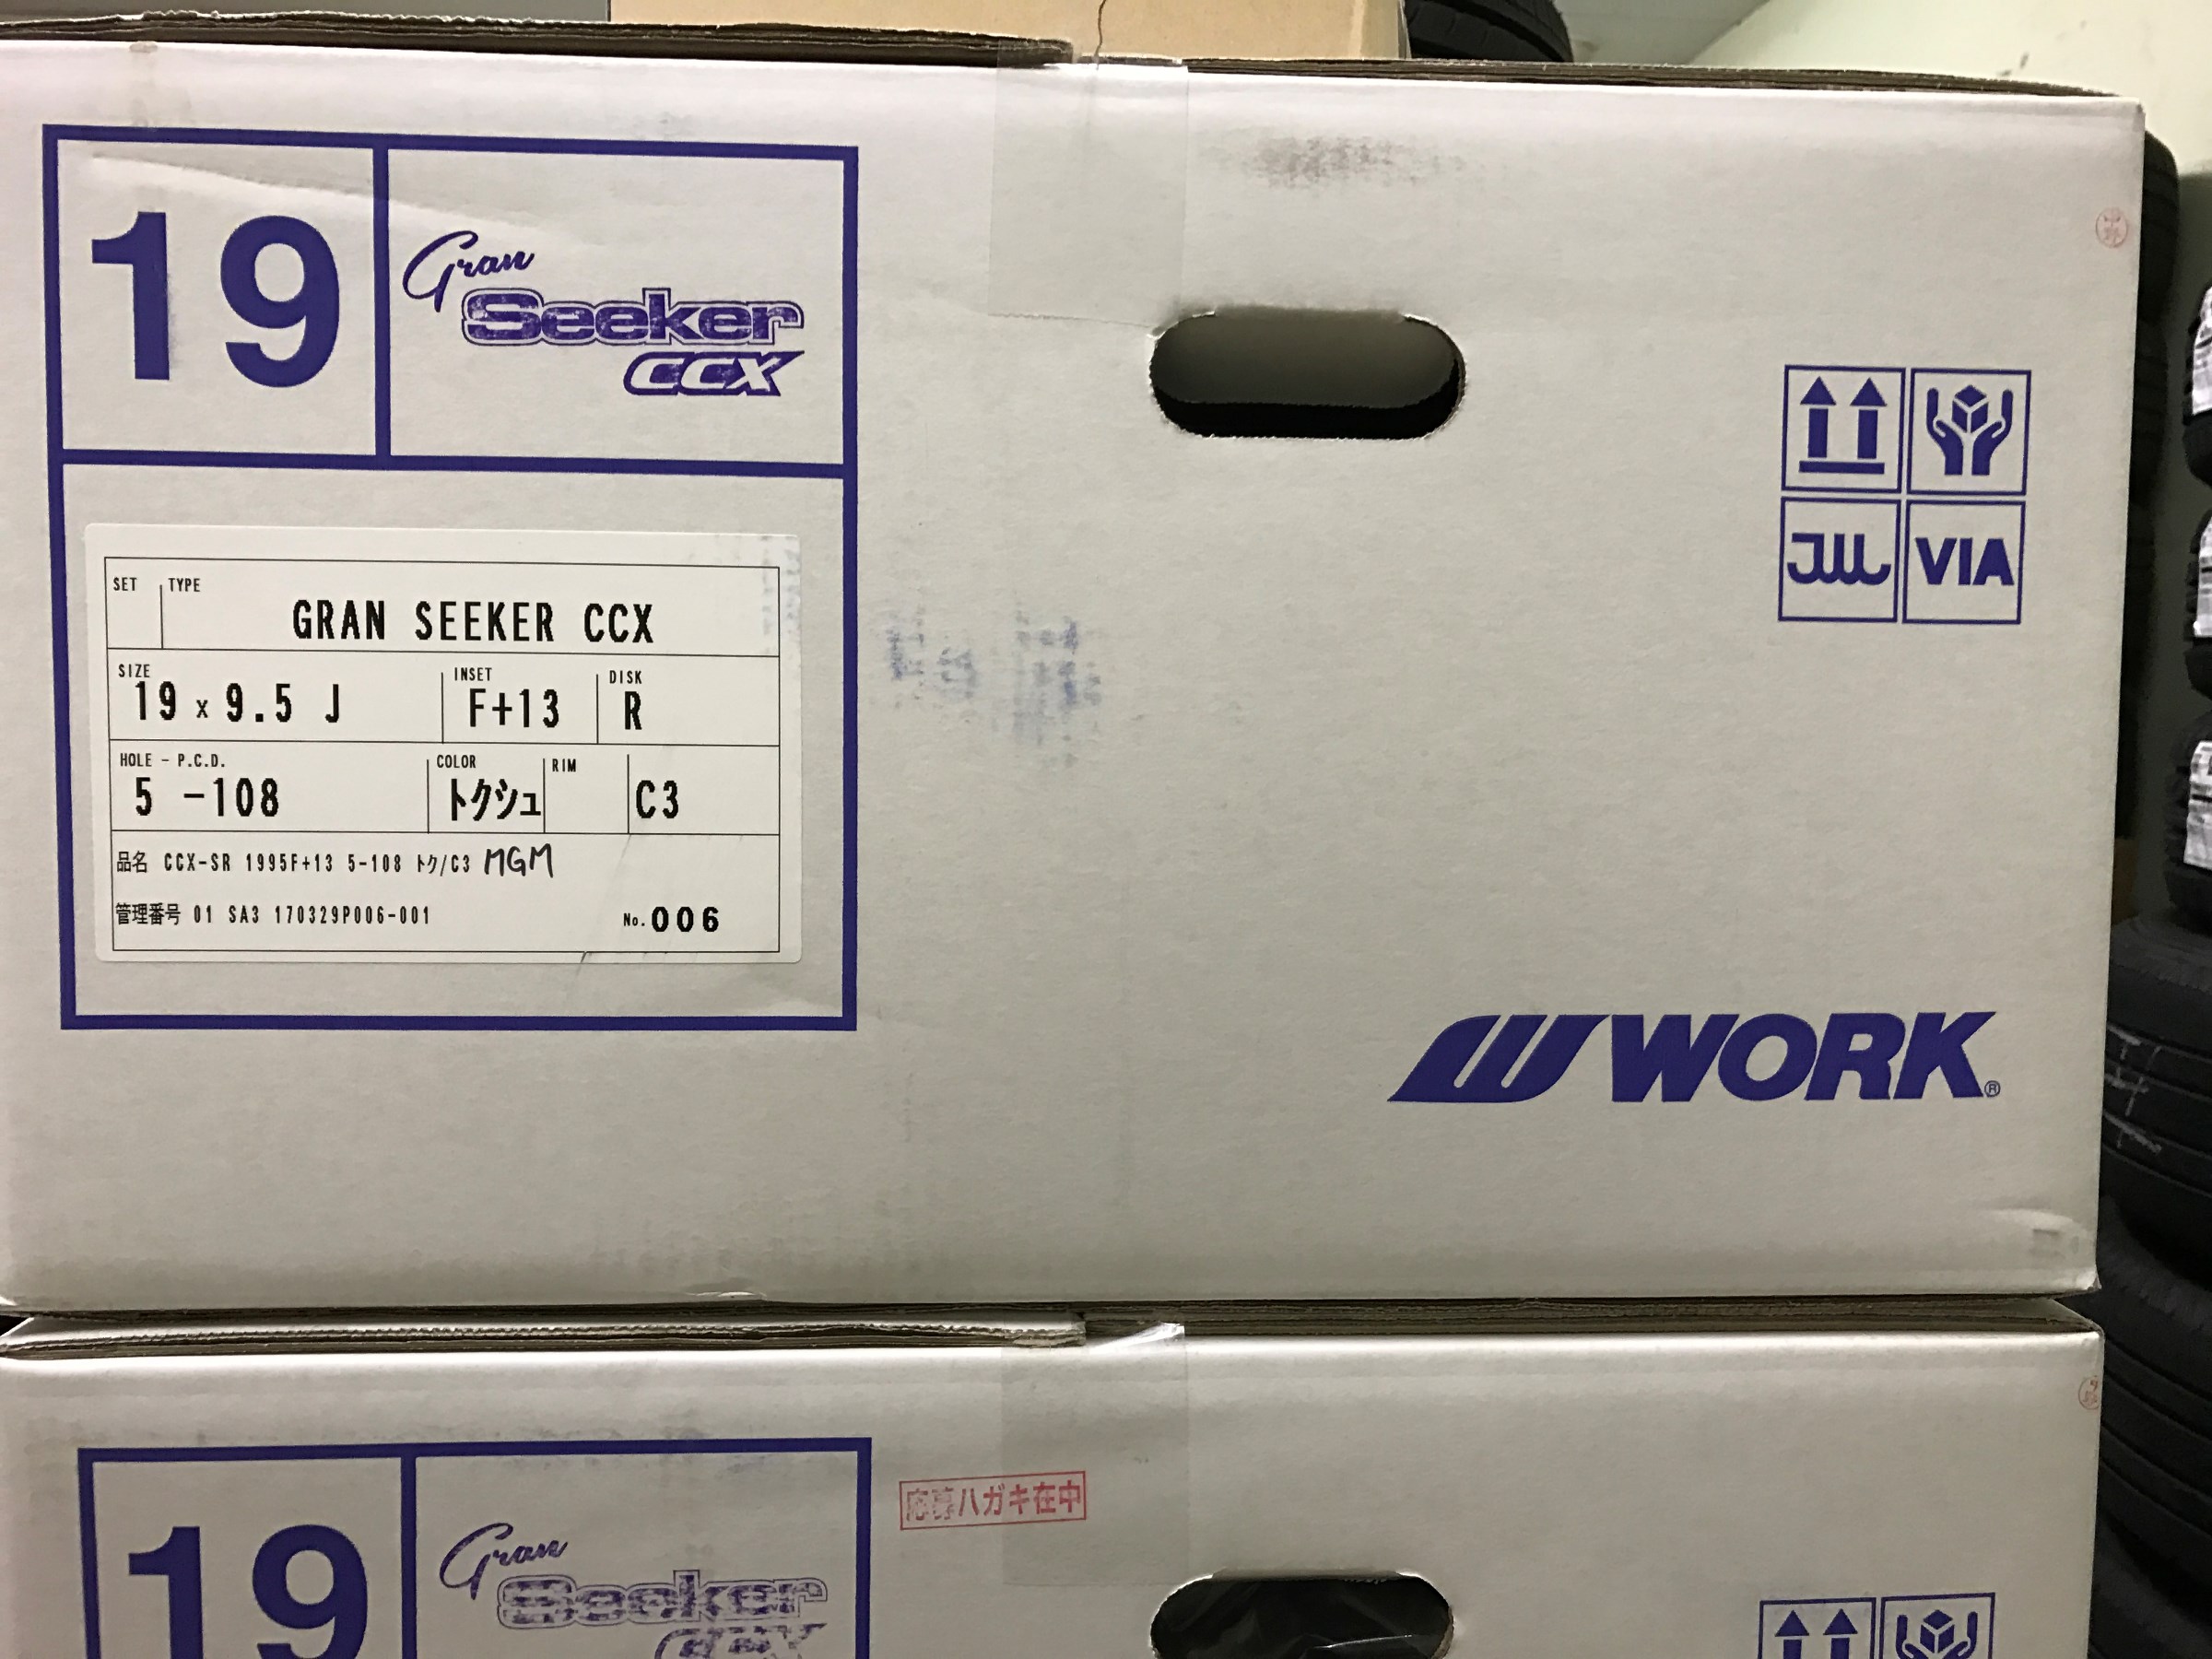 19
Gran
Seeker
CCX
SET TYPE
GRAN SEEKER CCX
SIZE INSET DISK
19 x 9.5 J F+13 R
HOLE - P.C.D. COLOR RIM
5 -108 トクシュ C3
品名 CCX-SR 1995F+13 5-108 トク/C3 MGM
管理番号 01 SA3 170329P006-001 No.006
JWL VIA
WORK®
応募ハガキ在中
19
Gran
Seeker
CCX